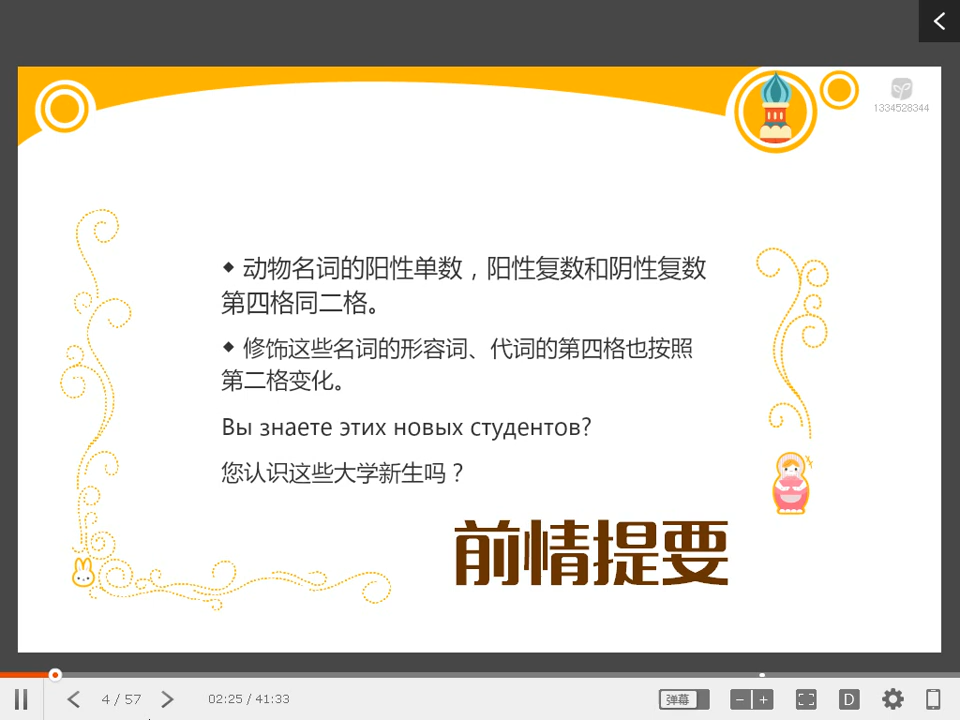 1334528344
◆ 动物名词的阳性单数，阳性复数和阴性复数
第四格同二格。
◆ 修饰这些名词的形容词、代词的第四格也按照
第二格变化。
Вы знаете этих новых студентов?
您认识这些大学新生吗？
前情提要
4 / 57
02:25 / 41:33
弹幕
D